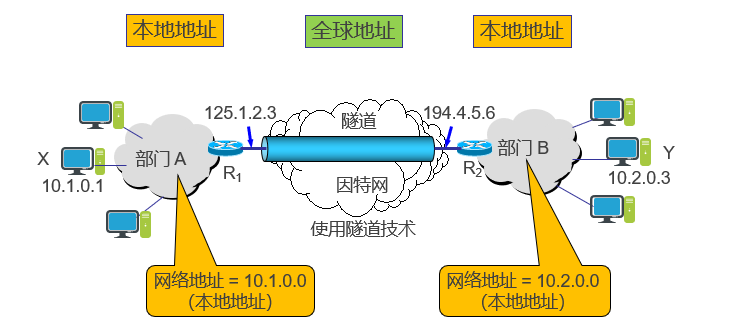 本地地址
全球地址
本地地址
125.1.2.3
隧道
194.4.5.6
X
部门 A
R1
部门 B
R2
Y
10.1.0.1
10.2.0.3
因特网
使用隧道技术
网络地址 = 10.1.0.0
（本地地址）
网络地址 = 10.2.0.0
（本地地址）